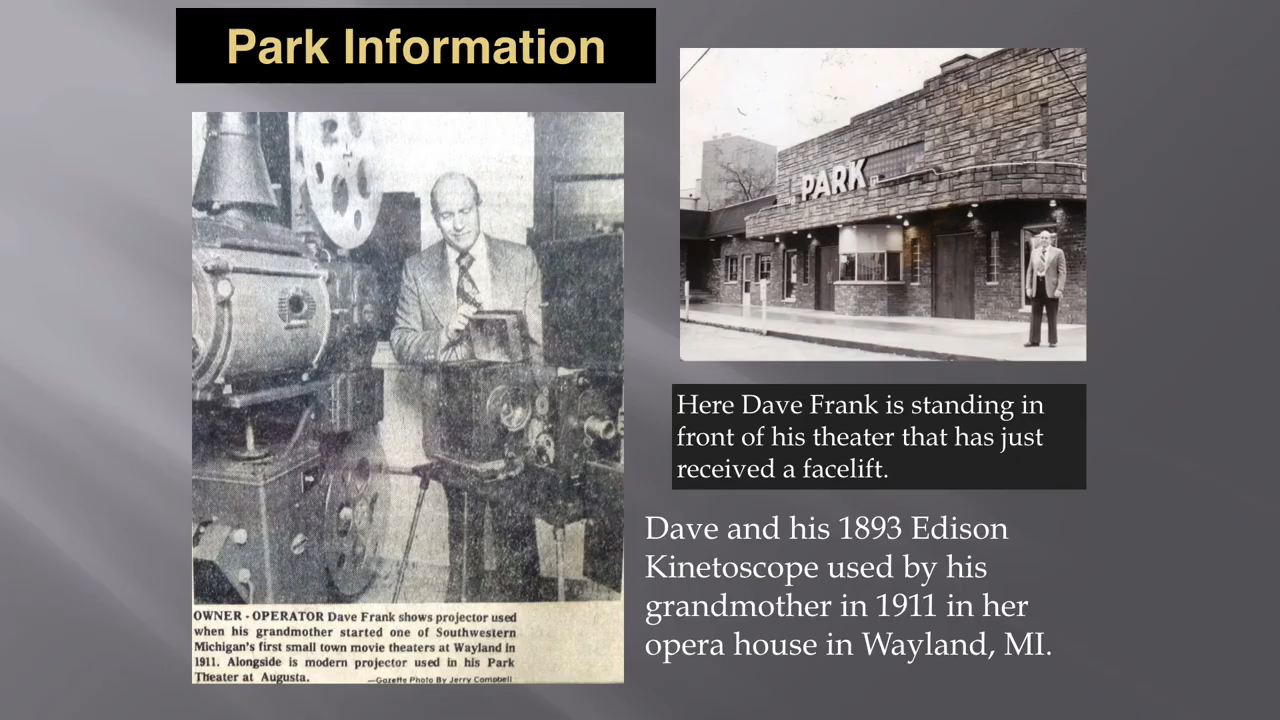 Park Information
PARK
Here Dave Frank is standing in
front of his theater that has just
received a facelift.
Dave and his 1893 Edison
Kinetoscope used by his
grandmother in 1911 in her
opera house in Wayland, MI.
OWNER - OPERATOR Dave Frank shows projector used
when his grandmother started one of Southwestern
Michigan's first small town movie theaters at Wayland in
1911. Alongside is modern projector used in his Park
Theater at Augusta.
—Gazette Photo By Jerry Campbell